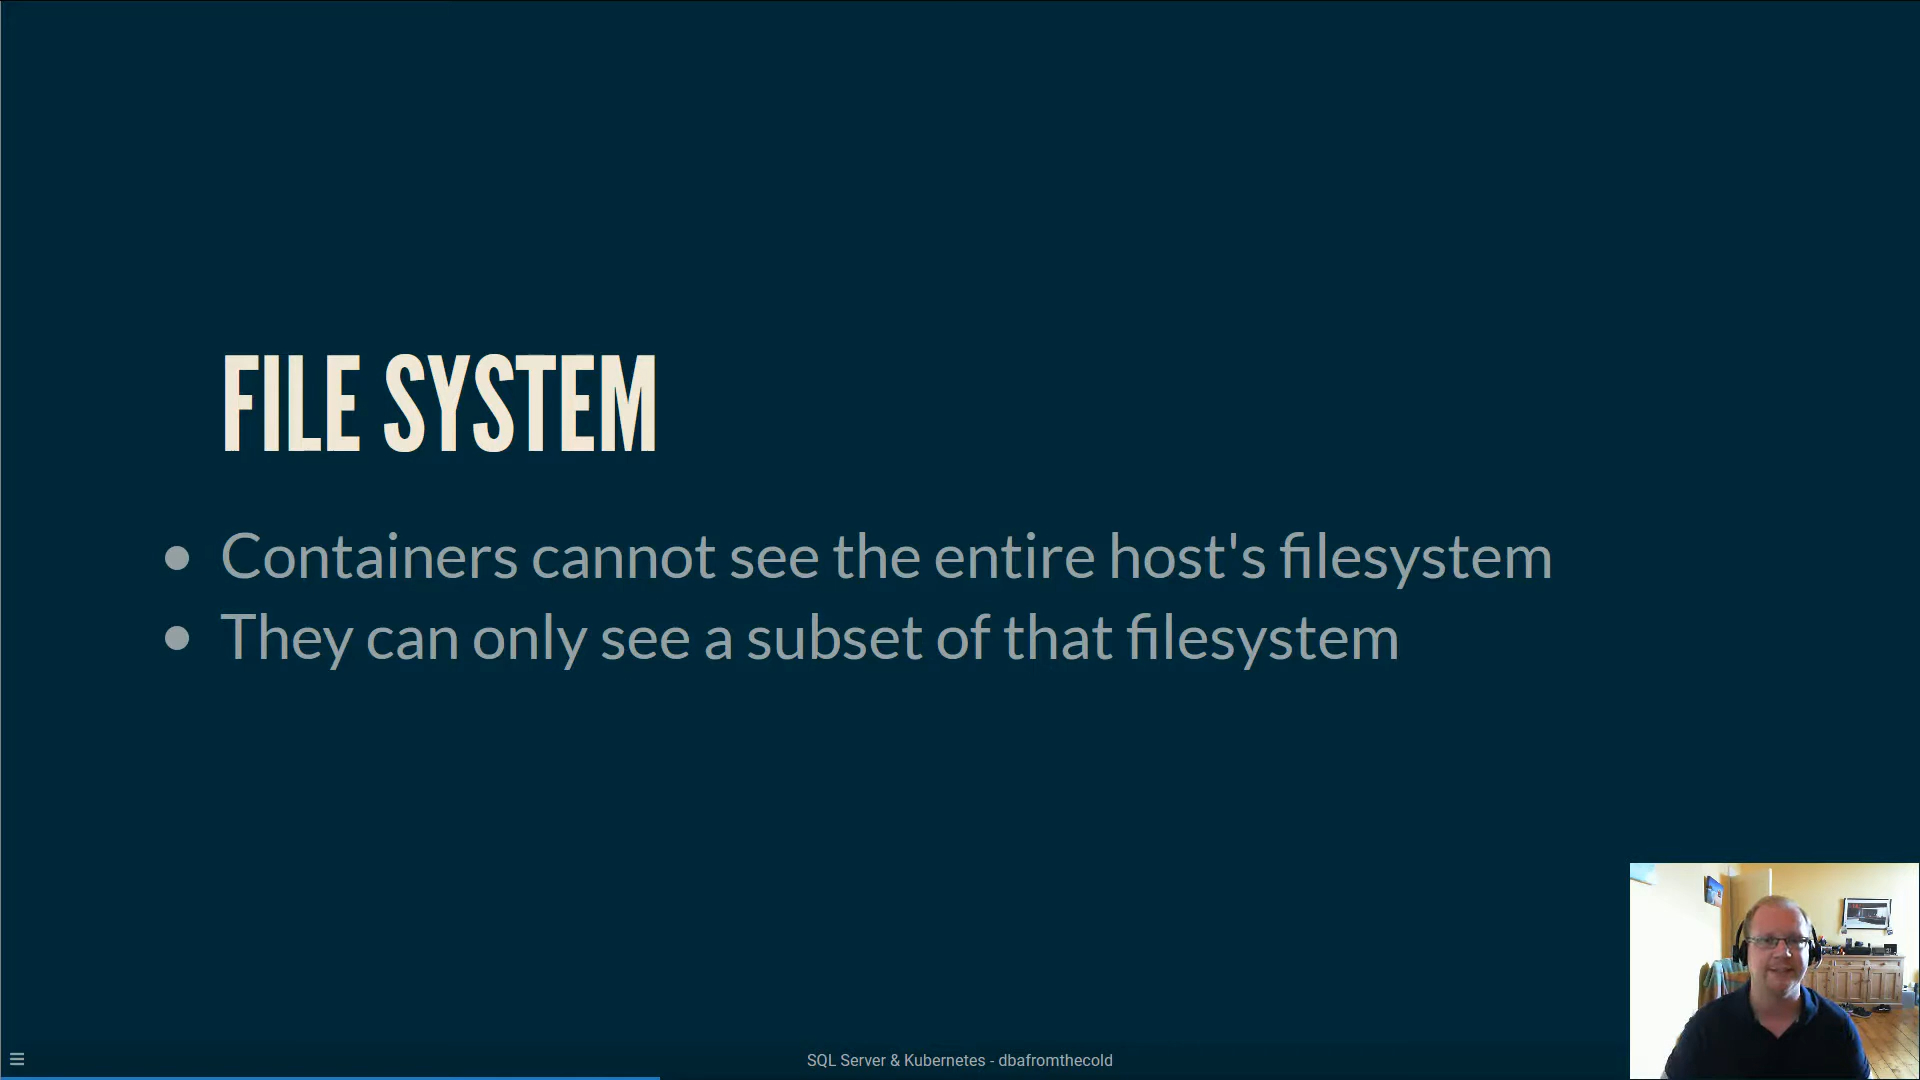 FILE SYSTEM
Containers cannot see the entire host's filesystem
They can only see a subset of that filesystem
SQL Server & Kubernetes - dbafromthecold